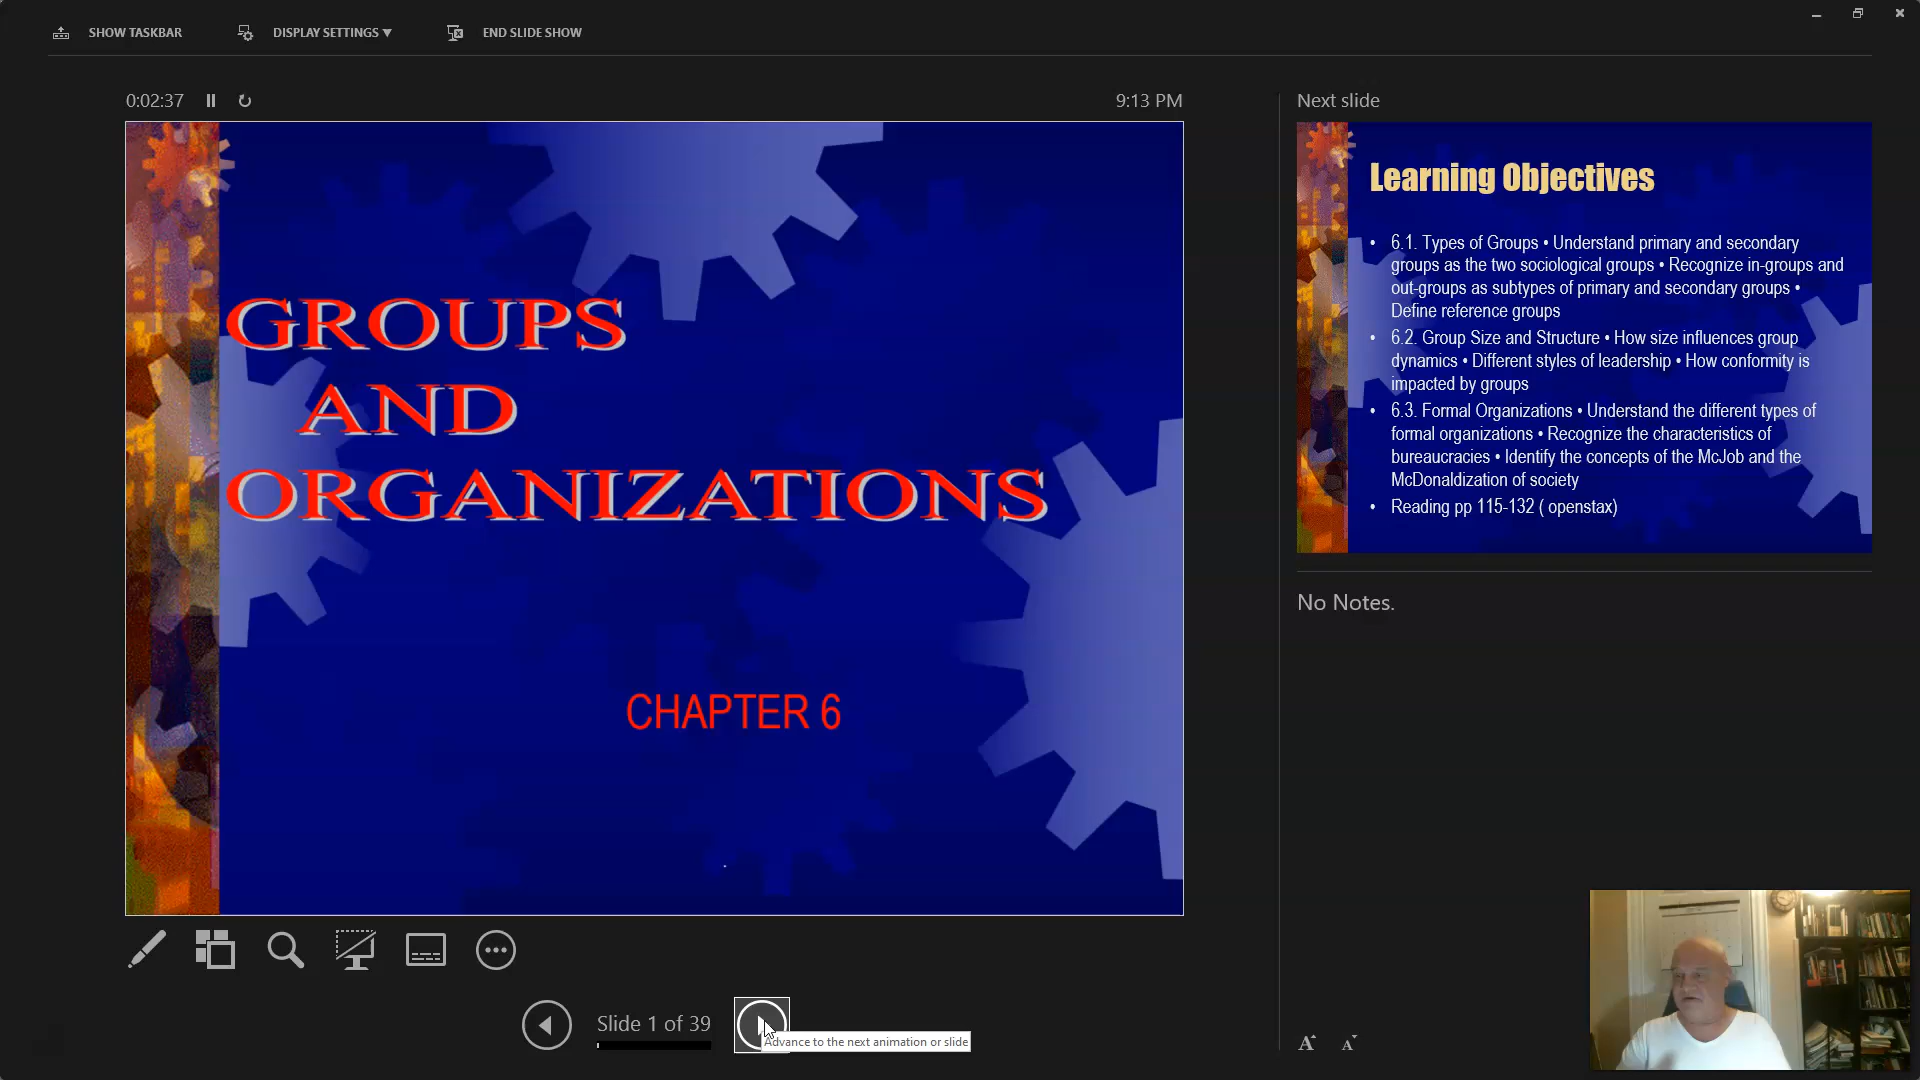 SHOW TASKBAR
DISPLAY SETTINGS ▼
END SLIDE SHOW
0:02:37
9:13 PM
Next slide
GROUPS
AND
ORGANIZATIONS
CHAPTER 6
Learning Objectives
• 6.1. Types of Groups • Understand primary and secondary
groups as the two sociological groups • Recognize in-groups and
out-groups as subtypes of primary and secondary groups •
Define reference groups
• 6.2. Group Size and Structure • How size influences group
dynamics • Different styles of leadership • How conformity is
impacted by groups
• 6.3. Formal Organizations • Understand the different types of
formal organizations • Recognize the characteristics of
bureaucracies • Identify the concepts of the McJob and the
McDonaldization of society
• Reading pp 115-132 ( openstax)
No Notes.
Slide 1 of 39
Advance to the next animation or slide
A A